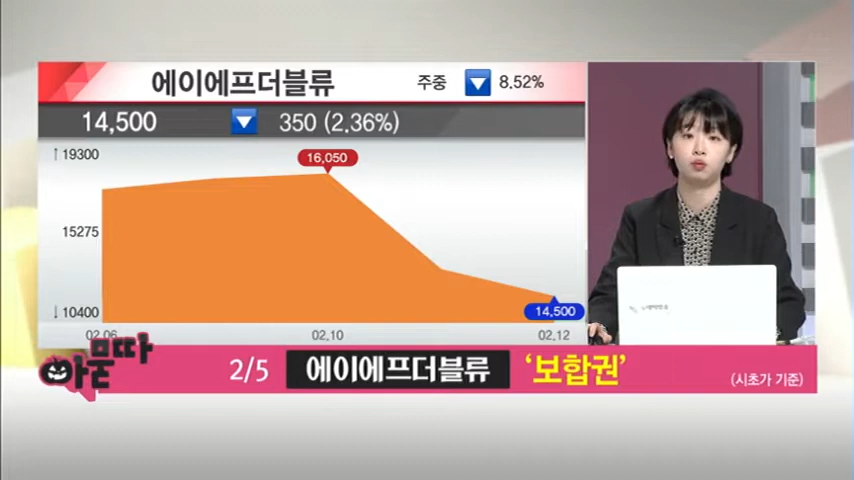 에이에프더블류 주중 ▼ 8.52%
14,500 ▼ 350 (2.36%)
↑ 19300
16,050
15275
↓ 10400
14,500
02.06 02.10 02.12
아묻따
2/5 에이에프더블류 ‘보합권’
(시초가 기준)